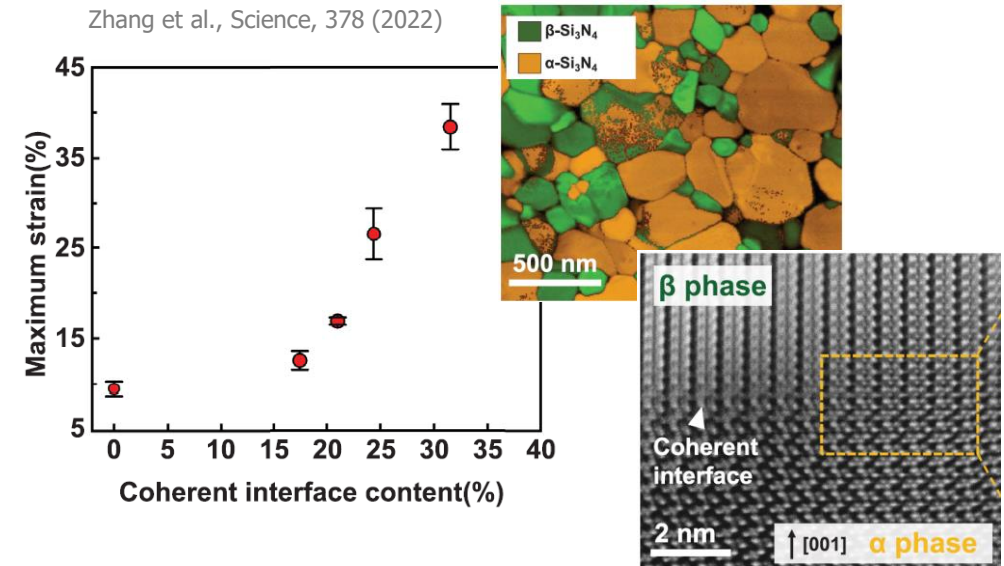 Zhang et al., Science, 378 (2022)
45
35
25
15
5
Maximum strain(%)
0 5 10 15 20 25 30 35 40
Coherent interface content(%)
β-Si₃N₄
α-Si₃N₄
500 nm
β phase
Coherent
interface
2 nm
[001] α phase